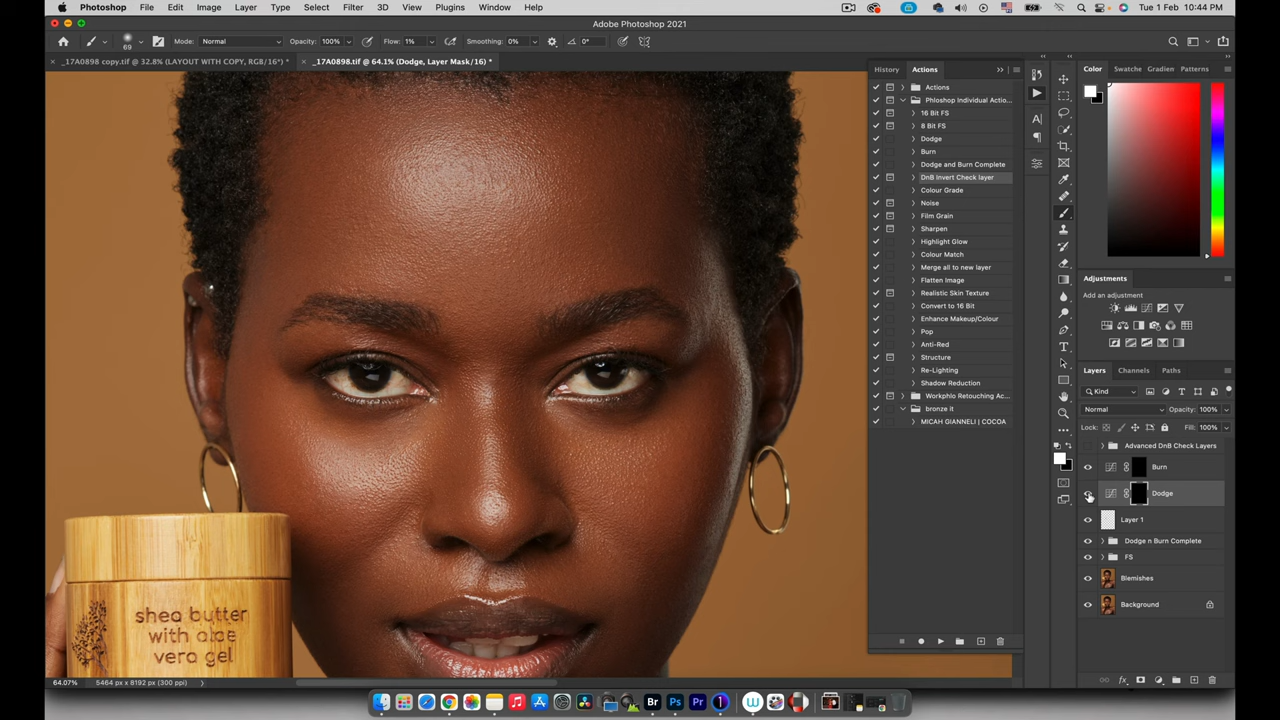 Photoshop File Edit Image Layer Type Select Filter 3D View Plugins Window Help Tue 1 Feb 10:44 PM
Adobe Photoshop 2021
69 Mode: Normal Opacity: 100% Flow: 1% Smoothing: 0% 0°
_17A0898 copy.tif @ 32.8% (LAYOUT WITH COPY, RGB/16*) * _17A0898.tif @ 64.1% (Dodge, Layer Mask/16) *
History Actions
Actions
Phloshop Individual Actio...
16 Bit FS
8 Bit FS
Dodge
Burn
Dodge and Burn Complete
DnB Invert Check layer
Colour Grade
Noise
Film Grain
Sharpen
Highlight Glow
Colour Match
Merge all to new layer
Flatten Image
Realistic Skin Texture
Convert to 16 Bit
Enhance Makeup/Colour
Pop
Anti-Red
Structure
Re-Lighting
Shadow Reduction
Workphlo Retouching Ac...
bronze it
MICAH GIANNELI | COCOA
Color Swatche Gradien Patterns
Adjustments
Add an adjustment
Layers Channels Paths
Kind
Normal Opacity: 100%
Lock: Fill: 100%
Advanced DnB Check Layers
Burn
Dodge
Layer 1
Dodge n Burn Complete
FS
Blemishes
Background
shea butter
with aloe
vera gel
64.07% 5464 px x 8192 px (300 ppi)
Br Ps Pr